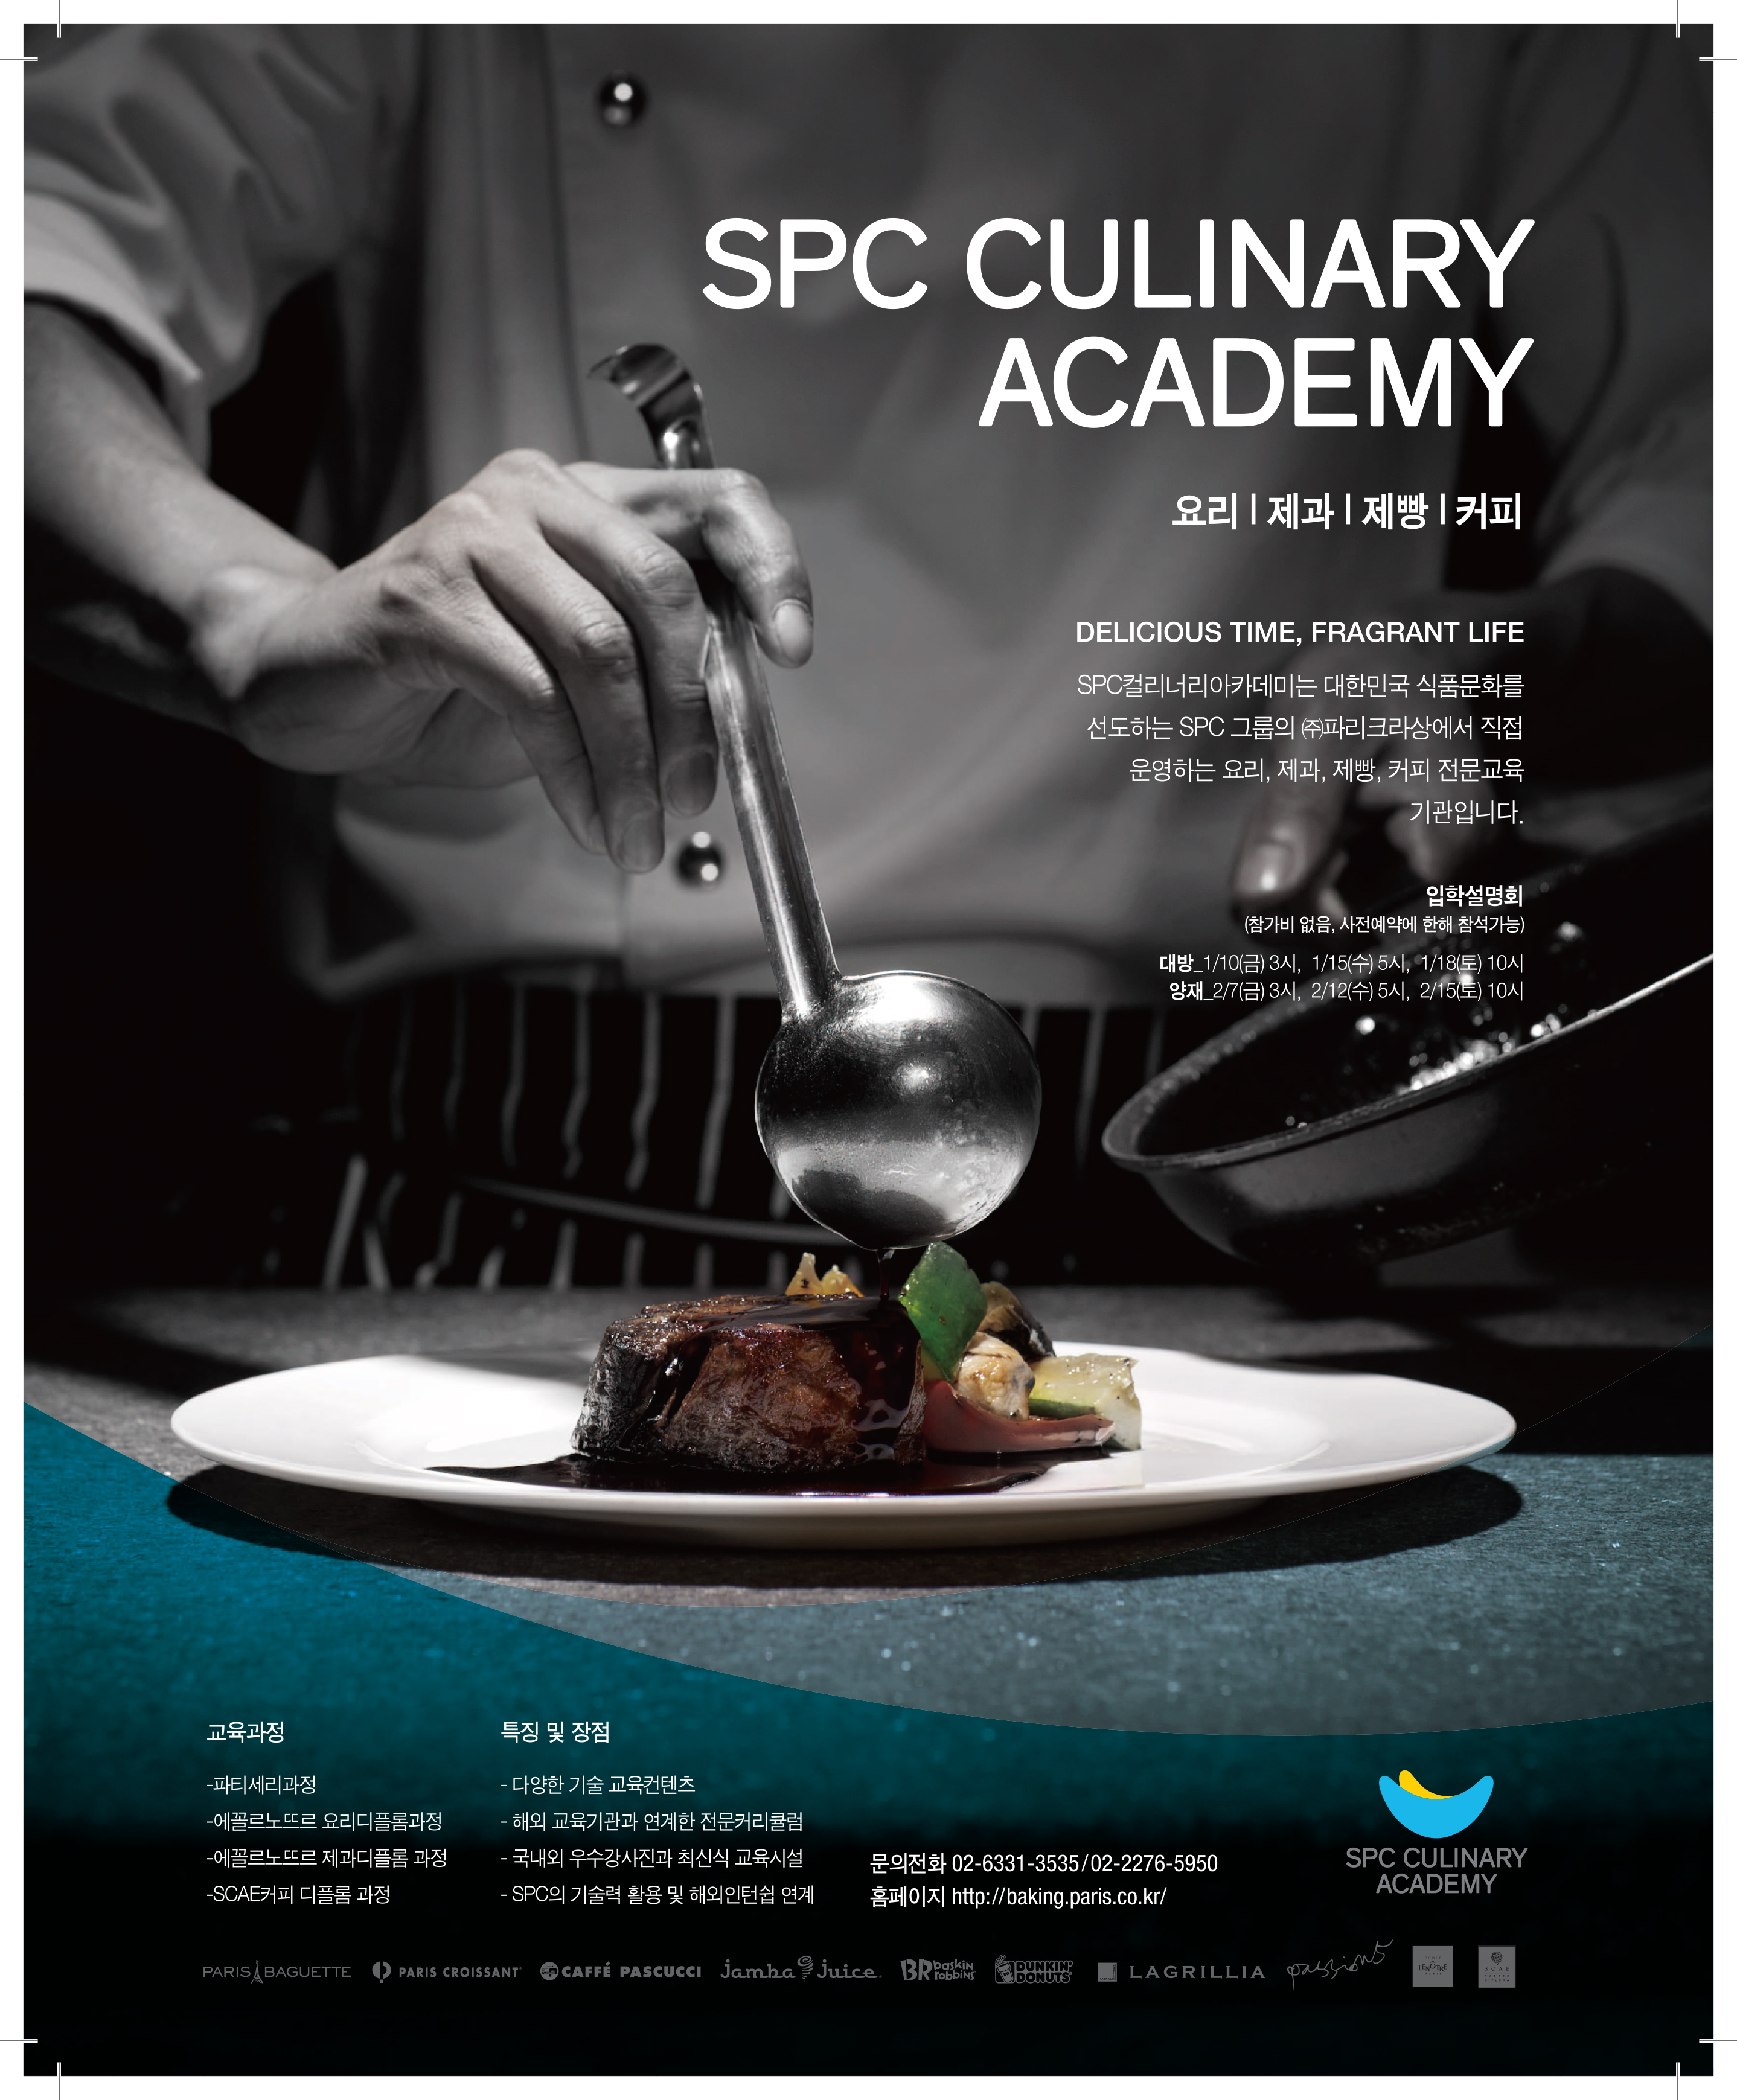 SPC CULINARY
ACADEMY
요리 | 제과 | 제빵 | 커피
DELICIOUS TIME, FRAGRANT LIFE
SPC컬리너리아카데미는 대한민국 식품문화를
선도하는 SPC 그룹의 ㈜파리크라상에서 직접
운영하는 요리, 제과, 제빵, 커피 전문교육
기관입니다.
입학설명회
(참가비 없음, 사전예약에 한해 참석가능)
대방_1/10(금) 3시, 1/15(수) 5시, 1/18(토) 10시
양재_2/7(금) 3시, 2/12(수) 5시, 2/15(토) 10시
교육과정
-파티세리과정
-에꼴르노뜨르 요리디플롬과정
-에꼴르노뜨르 제과디플롬 과정
-SCAE커피 디플롬 과정
특징 및 장점
- 다양한 기술 교육컨텐츠
- 해외 교육기관과 연계한 전문커리큘럼
- 국내외 우수강사진과 최신식 교육시설
- SPC의 기술력 활용 및 해외인턴쉽 연계
문의전화 02-6331-3535/02-2276-5950
홈페이지 http://baking.paris.co.kr/
SPC CULINARY
ACADEMY
PARIS BAGUETTE PARIS CROISSANT CAFFÉ PASCUCCI Jamba Juice BR baskin robbins DUNKIN' DONUTS LAGRILLIA passion5 LENÔTRE SCAE